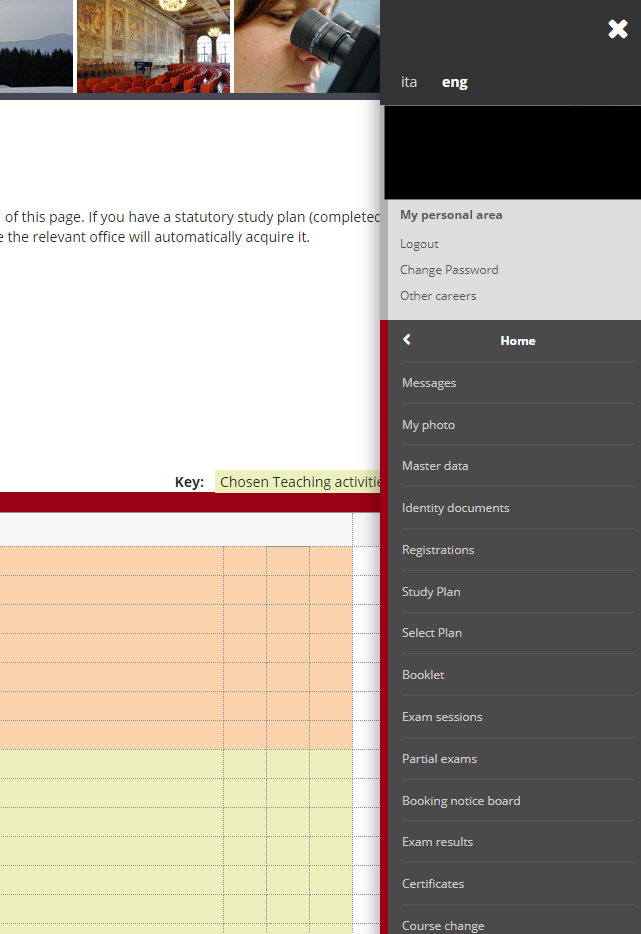 ita eng
My personal area
Logout
Change Password
Other careers
Home
Messages
My photo
Master data
Identity documents
Registrations
Study Plan
Select Plan
Booklet
Exam sessions
Partial exams
Booking notice board
Exam results
Certificates
Course change
of this page. If you have a statutory study plan (completed
the relevant office will automatically acquire it.
Key: Chosen Teaching activitie